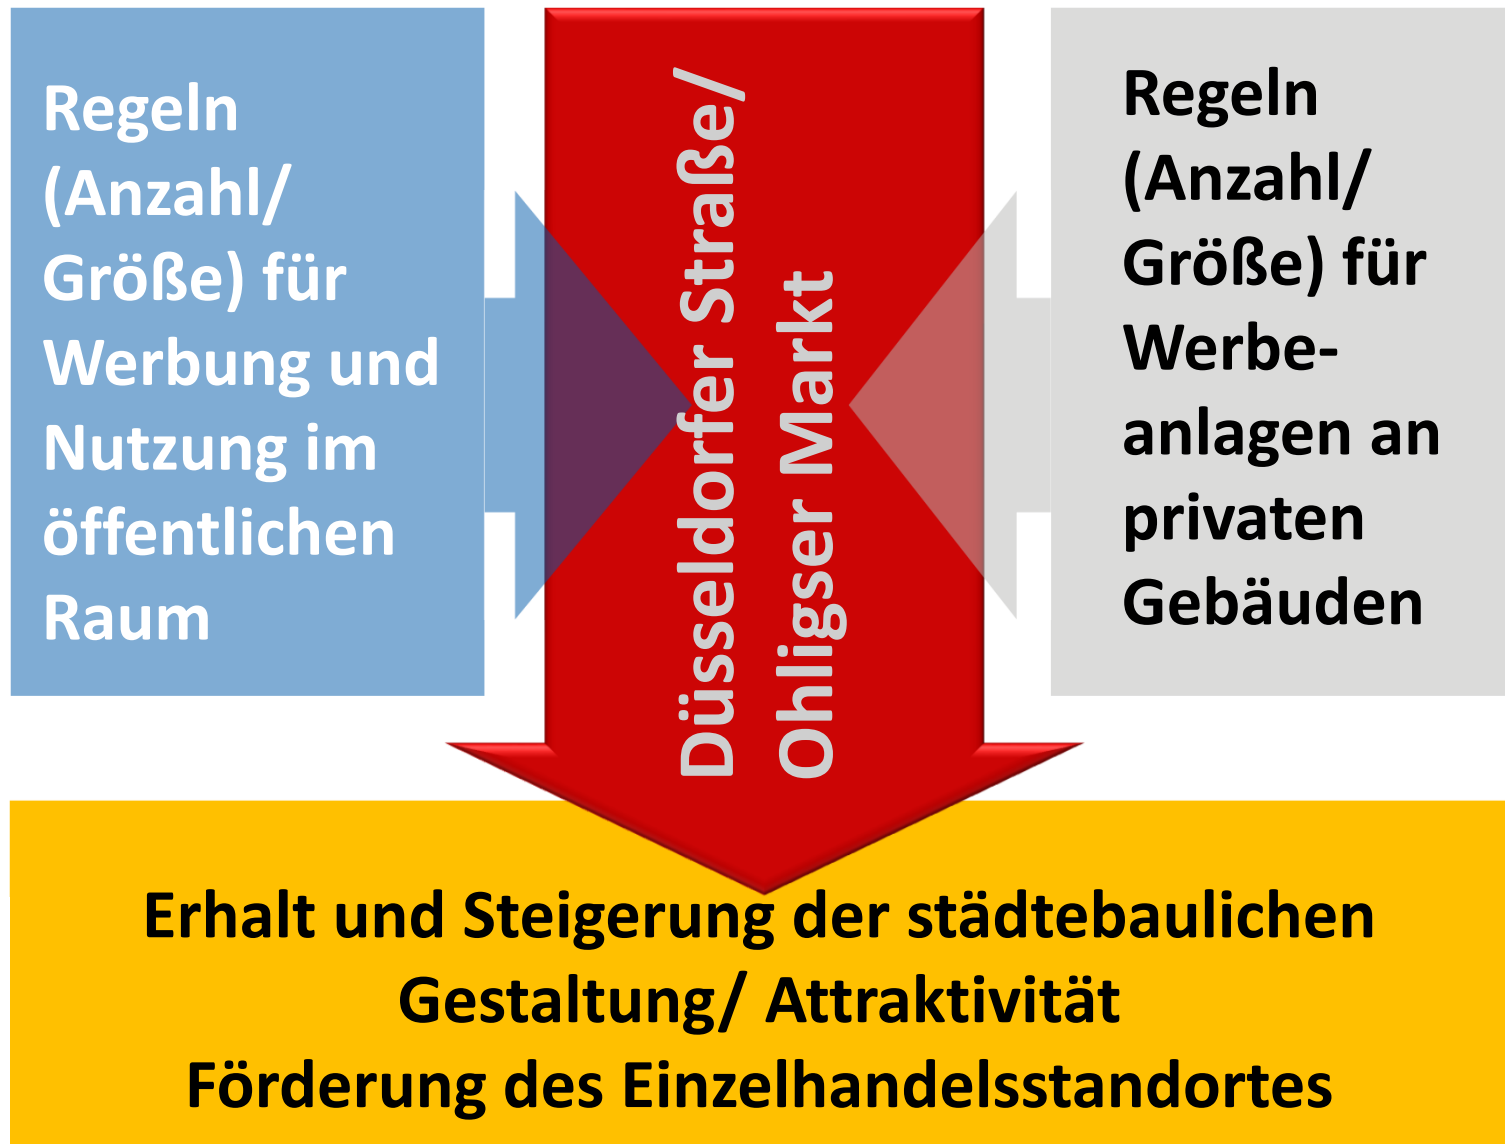 Regeln
(Anzahl/
Größe) für
Werbung und
Nutzung im
öffentlichen
Raum
Düsseldorfer Straße/
Ohligser Markt
Regeln
(Anzahl/
Größe) für
Werbe-
anlagen an
privaten
Gebäuden
Erhalt und Steigerung der städtebaulichen
Gestaltung/ Attraktivität
Förderung des Einzelhandelsstandortes